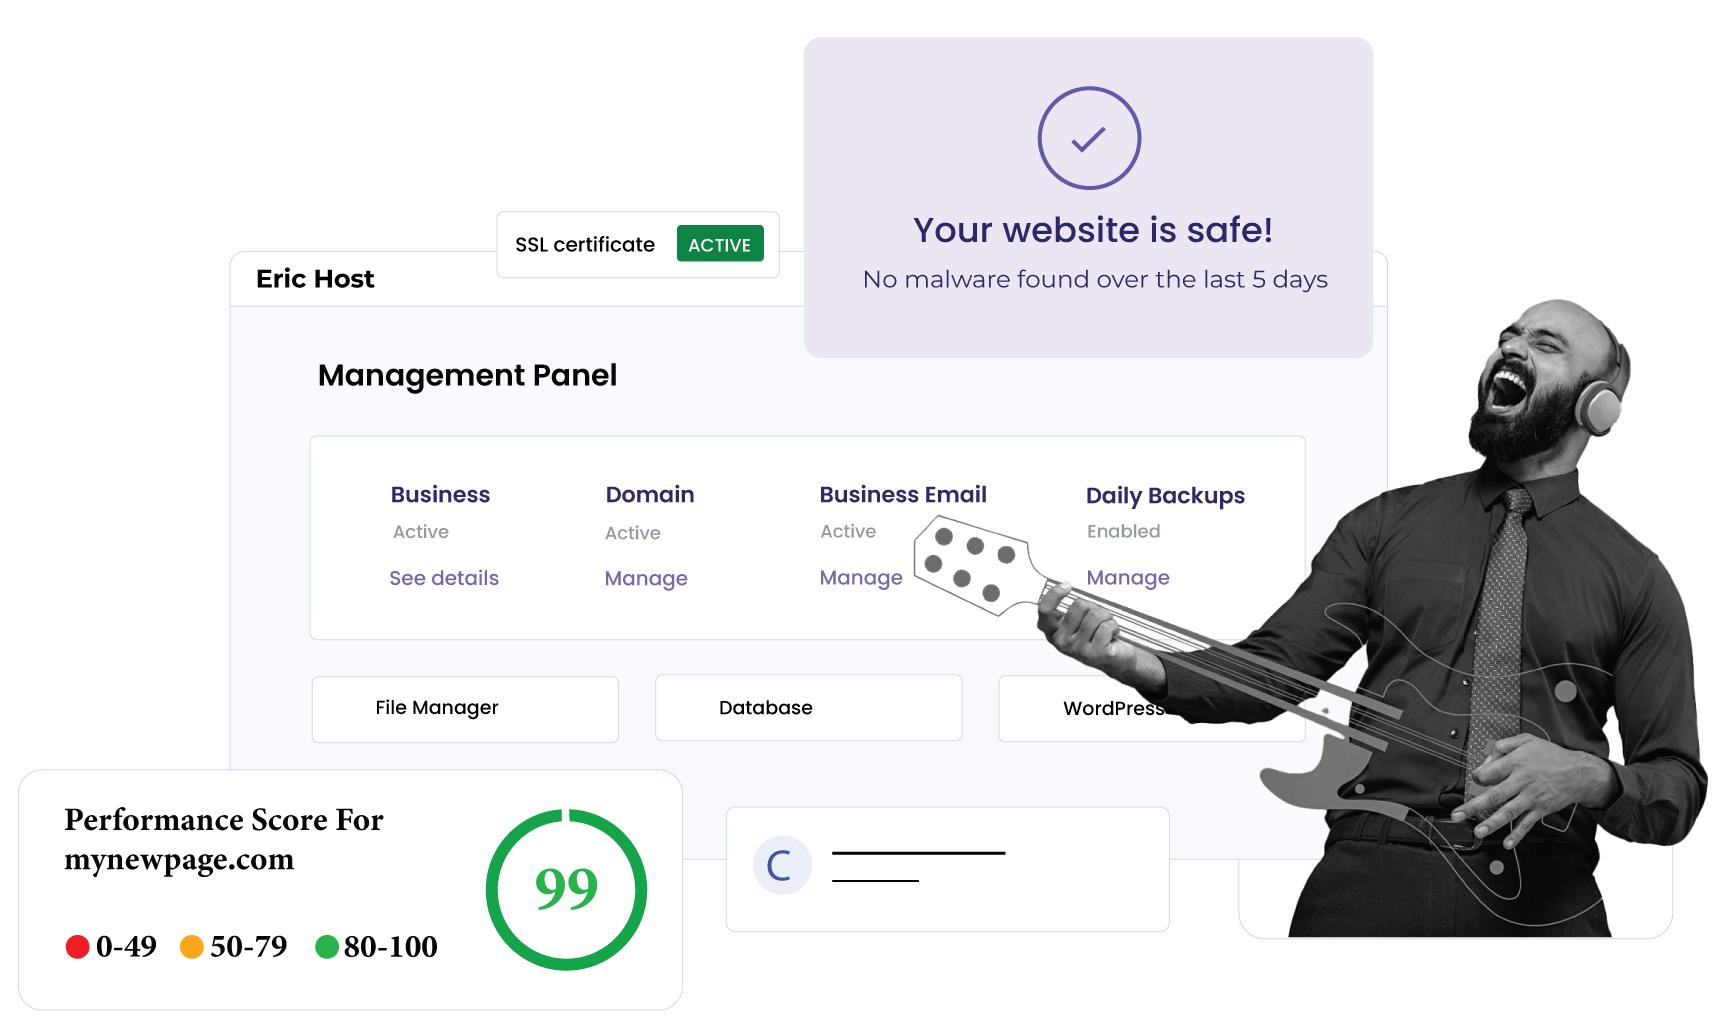 Your website is safe!
No malware found over the last 5 days
SSL certificate ACTIVE
Eric Host
Management Panel
Business
Active
See details
Domain
Active
Manage
Business Email
Active
Manage
Daily Backups
Enabled
Manage
File Manager
Database
WordPress
Performance Score For
mynewpage.com
99
0-49 50-79 80-100
C